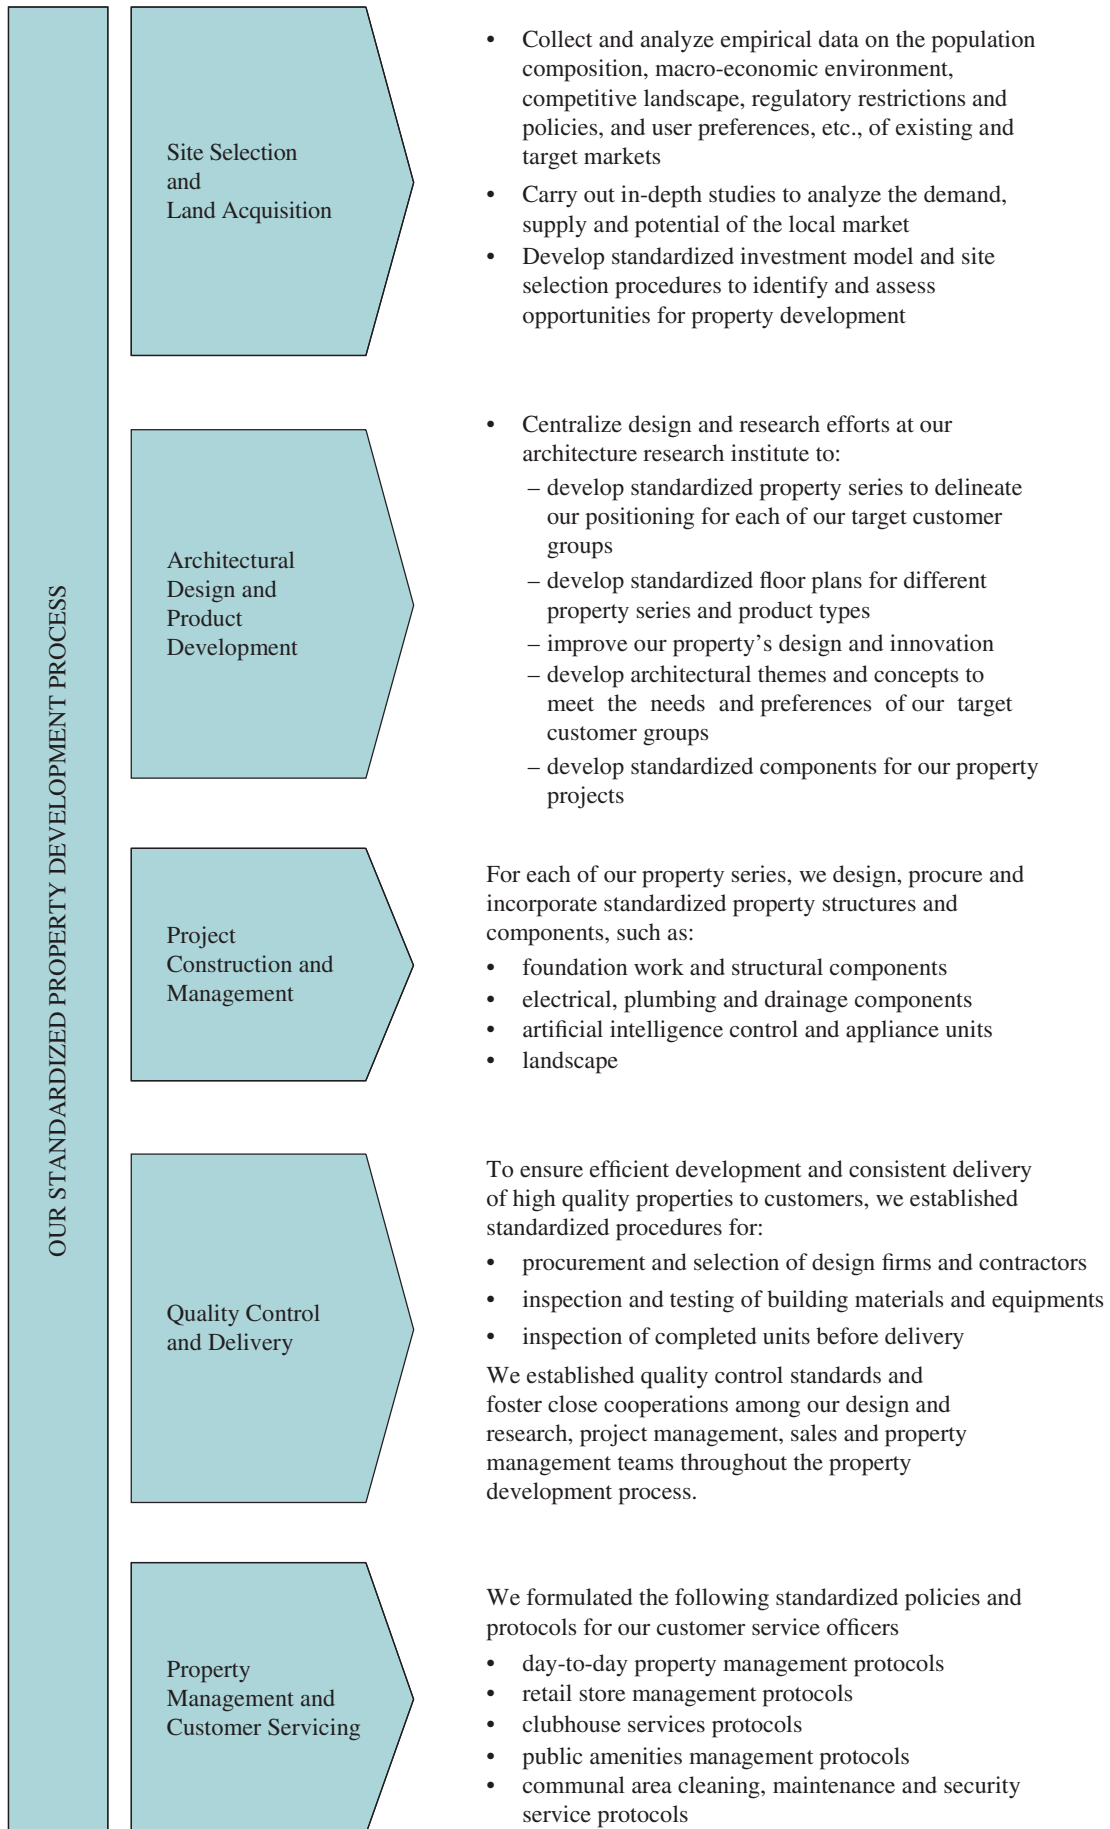 OUR STANDARDIZED PROPERTY DEVELOPMENT PROCESS
Site Selection
and
Land Acquisition
• Collect and analyze empirical data on the population
composition, macro-economic environment,
competitive landscape, regulatory restrictions and
policies, and user preferences, etc., of existing and
target markets
• Carry out in-depth studies to analyze the demand,
supply and potential of the local market
• Develop standardized investment model and site
selection procedures to identify and assess
opportunities for property development
Architectural
Design and
Product
Development
• Centralize design and research efforts at our
architecture research institute to:
– develop standardized property series to delineate
our positioning for each of our target customer
groups
– develop standardized floor plans for different
property series and product types
– improve our property’s design and innovation
– develop architectural themes and concepts to
meet the needs and preferences of our target
customer groups
– develop standardized components for our property
projects
Project
Construction and
Management
For each of our property series, we design, procure and
incorporate standardized property structures and
components, such as:
• foundation work and structural components
• electrical, plumbing and drainage components
• artificial intelligence control and appliance units
• landscape
Quality Control
and Delivery
To ensure efficient development and consistent delivery
of high quality properties to customers, we established
standardized procedures for:
• procurement and selection of design firms and contractors
• inspection and testing of building materials and equipments
• inspection of completed units before delivery
We established quality control standards and
foster close cooperations among our design and
research, project management, sales and property
management teams throughout the property
development process.
Property
Management and
Customer Servicing
We formulated the following standardized policies and
protocols for our customer service officers
• day-to-day property management protocols
• retail store management protocols
• clubhouse services protocols
• public amenities management protocols
• communal area cleaning, maintenance and security
service protocols